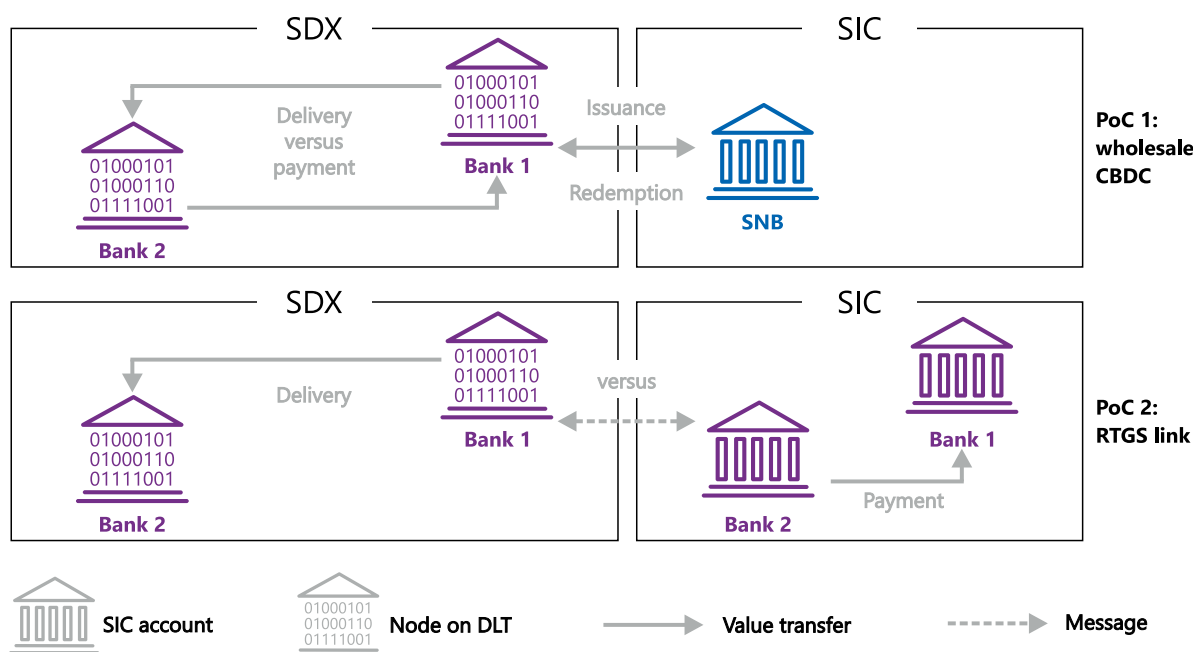 SDX
SIC
01000101
01000110
01111001
Bank 1
Delivery
versus
payment
01000101
01000110
01111001
Bank 2
Issuance
Redemption
SNB
PoC 1:
wholesale
CBDC
SDX
SIC
01000101
01000110
01111001
Bank 1
Delivery
01000101
01000110
01111001
Bank 2
versus
Bank 1
Bank 2
Payment
PoC 2:
RTGS link
SIC account
01000101
01000110
01111001
Node on DLT
Value transfer
Message